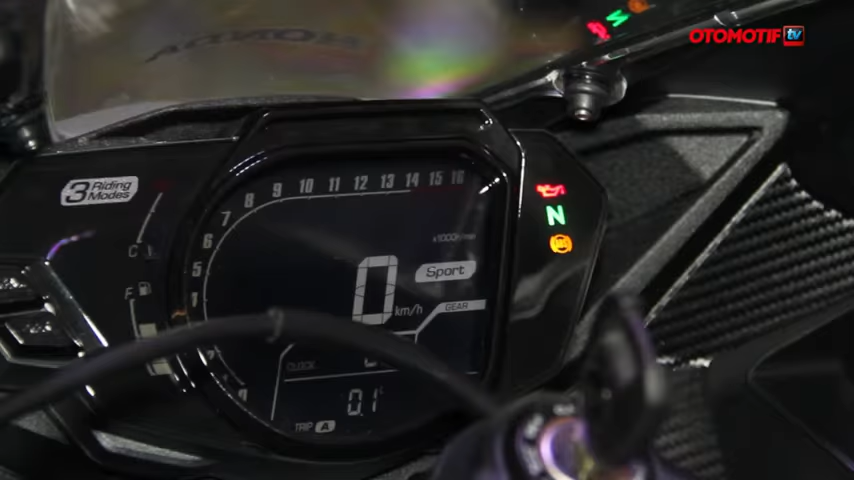 OTOMOTIF tv
HONDA
3 Riding Modes
7 8 9 10 11 12 13 14 15 16
6
5
x1000r/min
C
Sport
0 km/h
GEAR
N
F
CLOCK
0.1
TRIP A